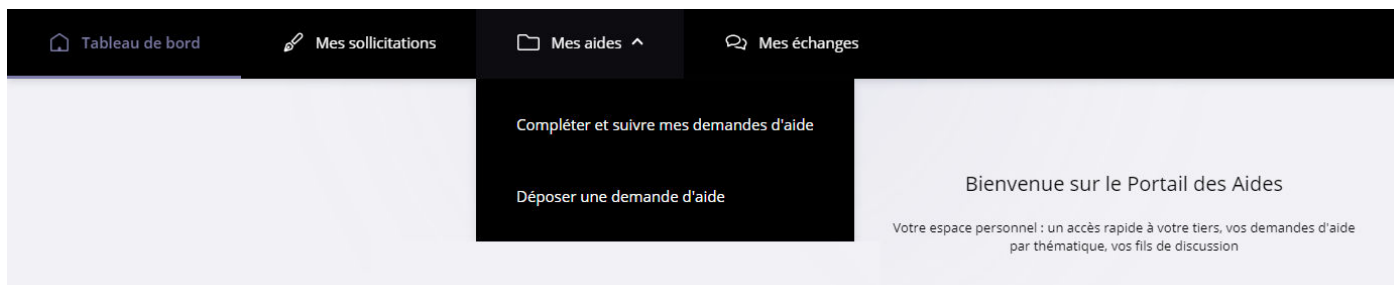 Tableau de bord
Mes sollicitations
Mes aides
Mes échanges
Compléter et suivre mes demandes d'aide
Déposer une demande d'aide
Bienvenue sur le Portail des Aides
Votre espace personnel : un accès rapide à votre tiers, vos demandes d'aide
par thématique, vos fils de discussion